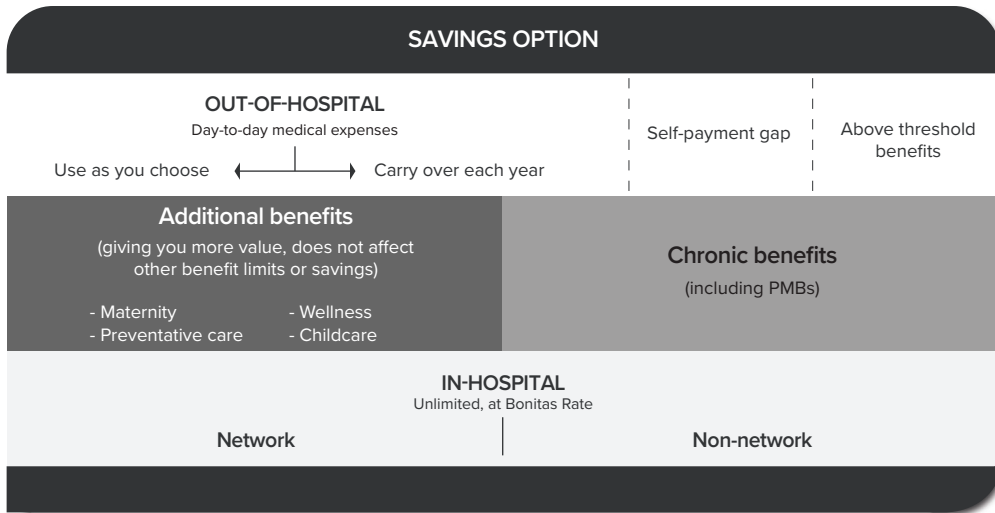 SAVINGS OPTION
OUT-OF-HOSPITAL
Day-to-day medical expenses
Use as you choose
Carry over each year
Self-payment gap
Above threshold
benefits
Additional benefits
(giving you more value, does not affect
other benefit limits or savings)
- Maternity
- Preventative care
- Wellness
- Childcare
Chronic benefits
(including PMBs)
IN-HOSPITAL
Unlimited, at Bonitas Rate
Network
Non-network